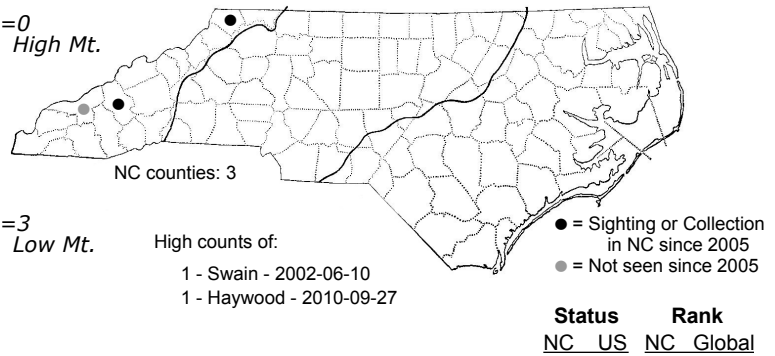 =0
High Mt.
NC counties: 3
=3
Low Mt.
High counts of:
1 - Swain - 2002-06-10
1 - Haywood - 2010-09-27
● = Sighting or Collection
in NC since 2005
● = Not seen since 2005
Status Rank
NC US NC Global